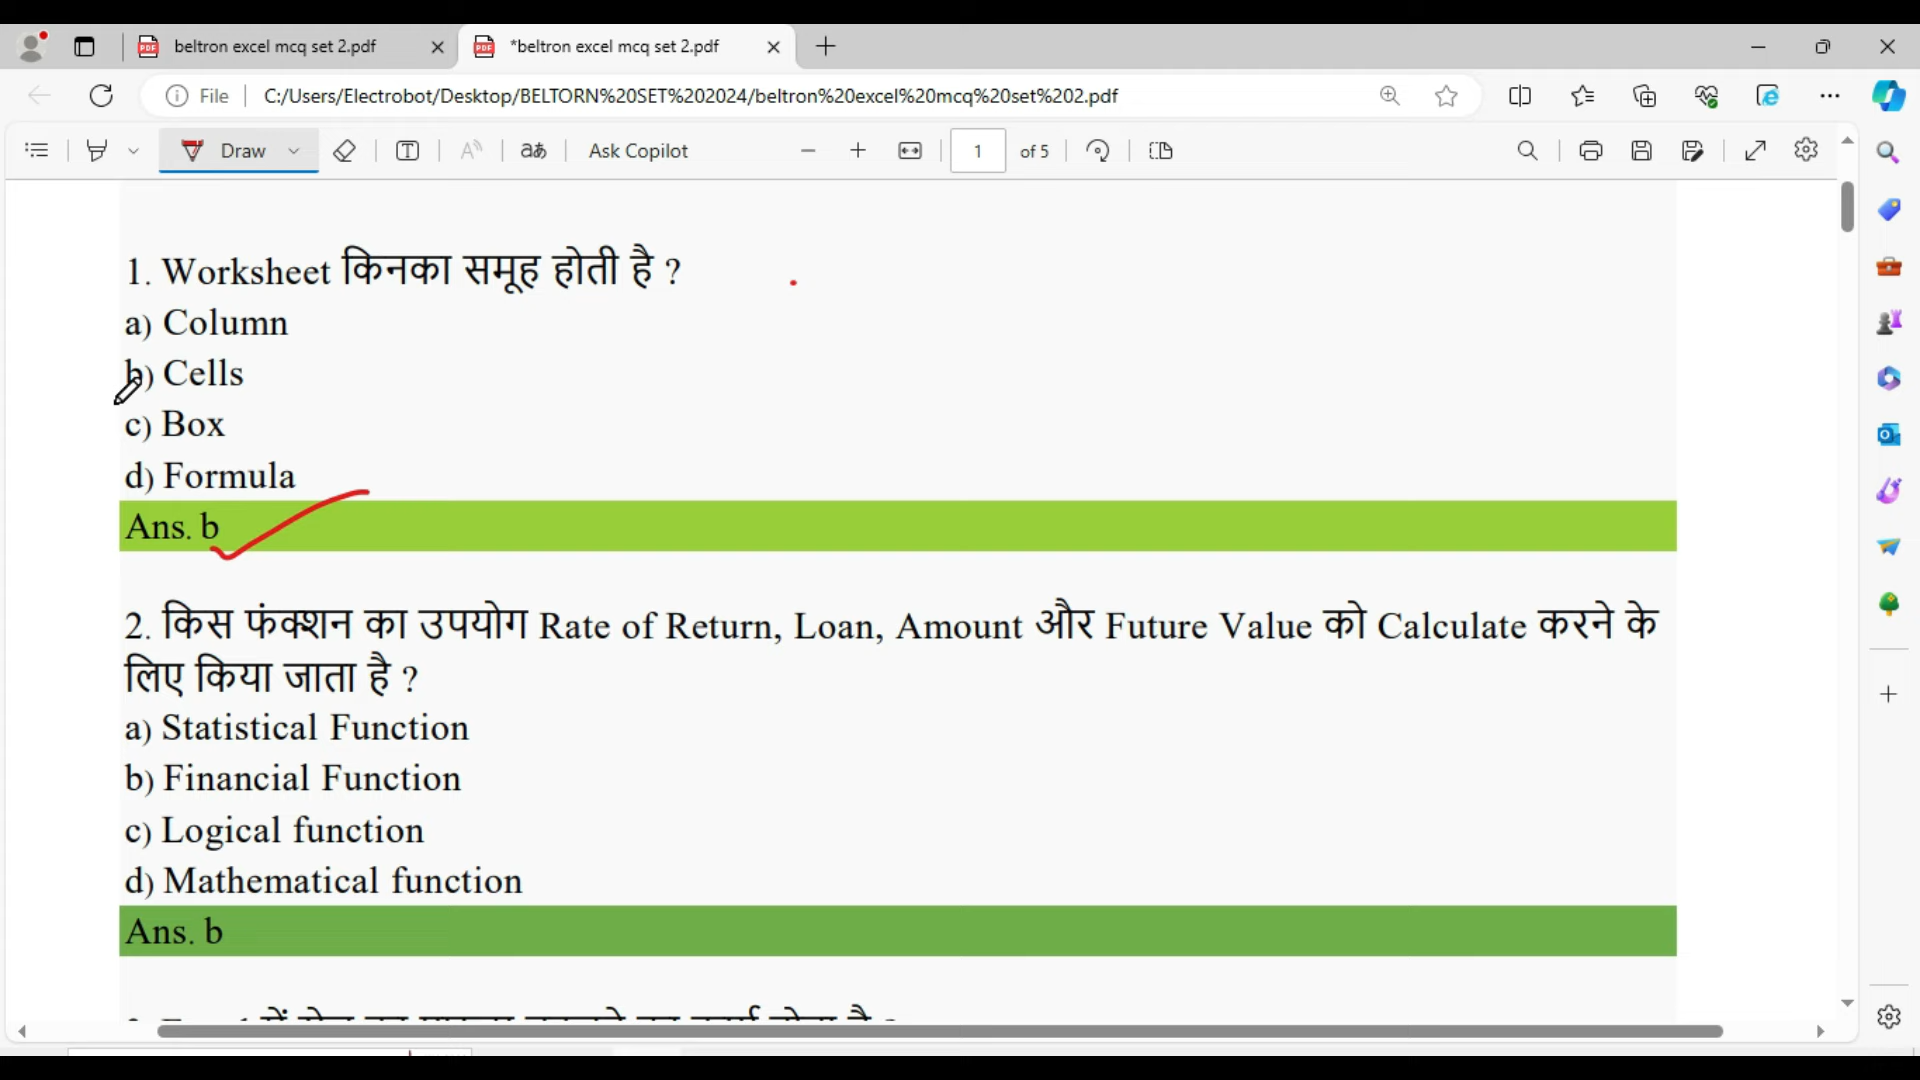 beltron excel mcq set 2.pdf
*beltron excel mcq set 2.pdf
File
C:/Users/Electrobot/Desktop/BELTORN%20SET%202024/beltron%20excel%20mcq%20set%202.pdf
Draw
Ask Copilot
1 of 5
1. Worksheet किनका समूह होती है ?
a) Column
b) Cells
c) Box
d) Formula
Ans. b
2. किस फंक्शन का उपयोग Rate of Return, Loan, Amount और Future Value को Calculate करने के
लिए किया जाता है ?
a) Statistical Function
b) Financial Function
c) Logical function
d) Mathematical function
Ans. b